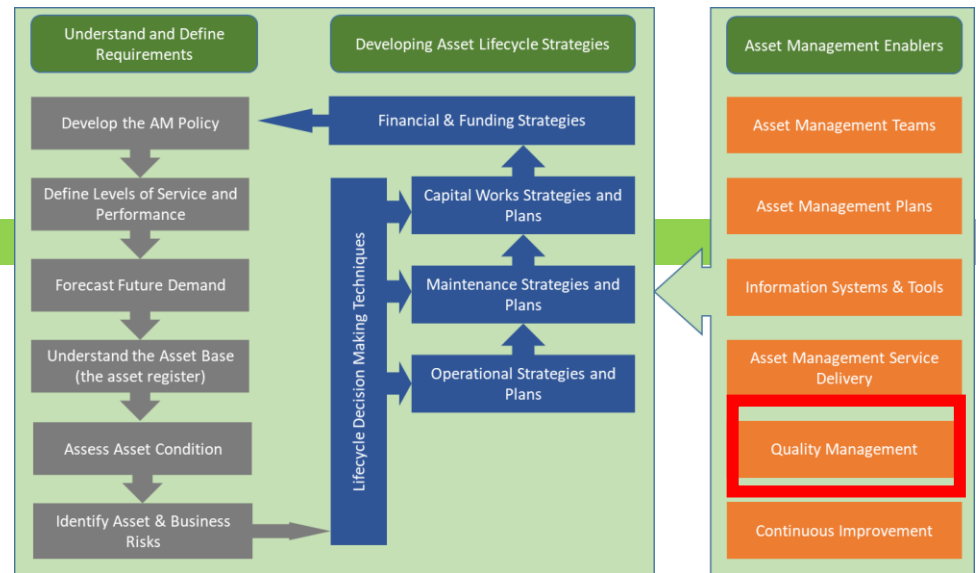 Understand and Define
Requirements
Developing Asset Lifecycle Strategies
Asset Management Enablers
Develop the AM Policy
Define Levels of Service and
Performance
Forecast Future Demand
Understand the Asset Base
(the asset register)
Assess Asset Condition
Identify Asset & Business
Risks
Lifecycle Decision Making Techniques
Financial & Funding Strategies
Capital Works Strategies and
Plans
Maintenance Strategies and
Plans
Operational Strategies and
Plans
Asset Management Teams
Asset Management Plans
Information Systems & Tools
Asset Management Service
Delivery
Quality Management
Continuous Improvement